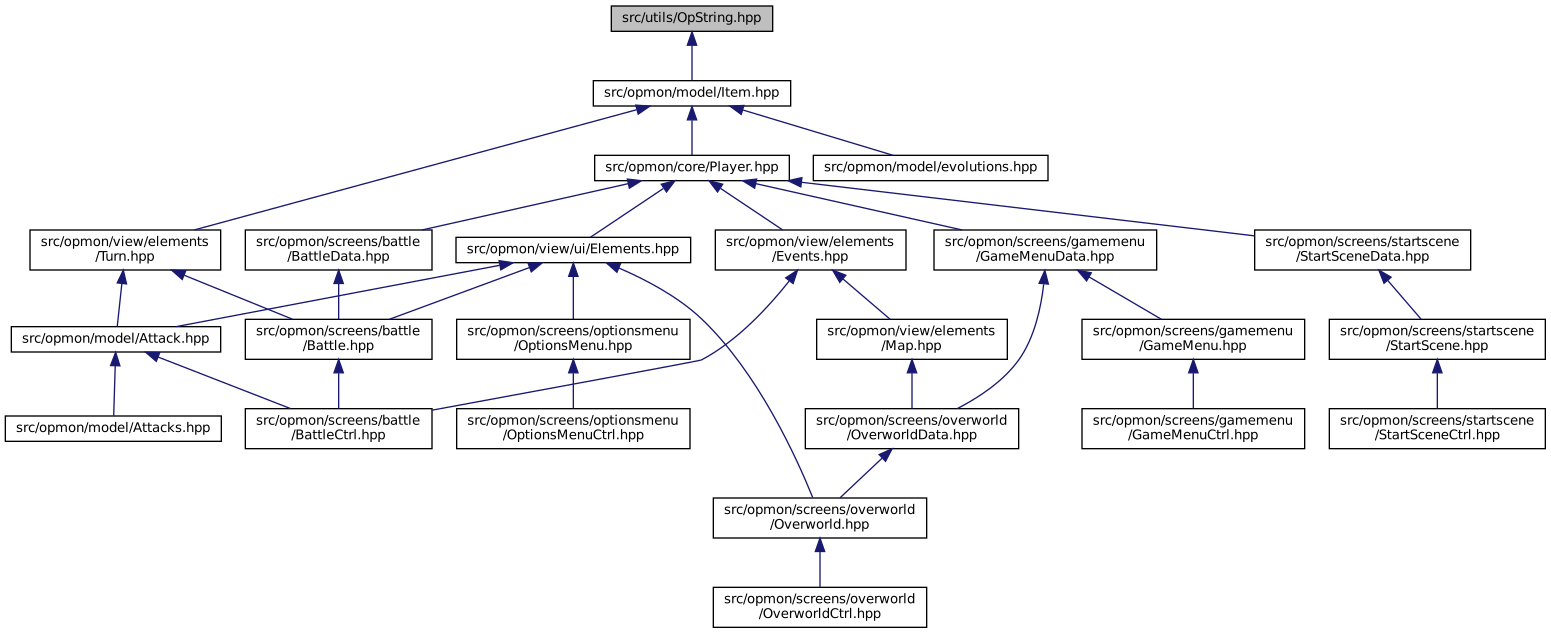 src/utils/OpString.hpp
src/opmon/model/Item.hpp
src/opmon/core/Player.hpp
src/opmon/model/evolutions.hpp
src/opmon/view/elements
/Turn.hpp
src/opmon/screens/battle
/BattleData.hpp
src/opmon/view/ui/Elements.hpp
src/opmon/view/elements
/Events.hpp
src/opmon/screens/gamemenu
/GameMenuData.hpp
src/opmon/screens/startscene
/StartSceneData.hpp
src/opmon/model/Attack.hpp
src/opmon/screens/battle
/Battle.hpp
src/opmon/screens/optionsmenu
/OptionsMenu.hpp
src/opmon/view/elements
/Map.hpp
src/opmon/screens/gamemenu
/GameMenu.hpp
src/opmon/screens/startscene
/StartScene.hpp
src/opmon/model/Attacks.hpp
src/opmon/screens/battle
/BattleCtrl.hpp
src/opmon/screens/optionsmenu
/OptionsMenuCtrl.hpp
src/opmon/screens/overworld
/OverworldData.hpp
src/opmon/screens/gamemenu
/GameMenuCtrl.hpp
src/opmon/screens/startscene
/StartSceneCtrl.hpp
src/opmon/screens/overworld
/Overworld.hpp
src/opmon/screens/overworld
/OverworldCtrl.hpp